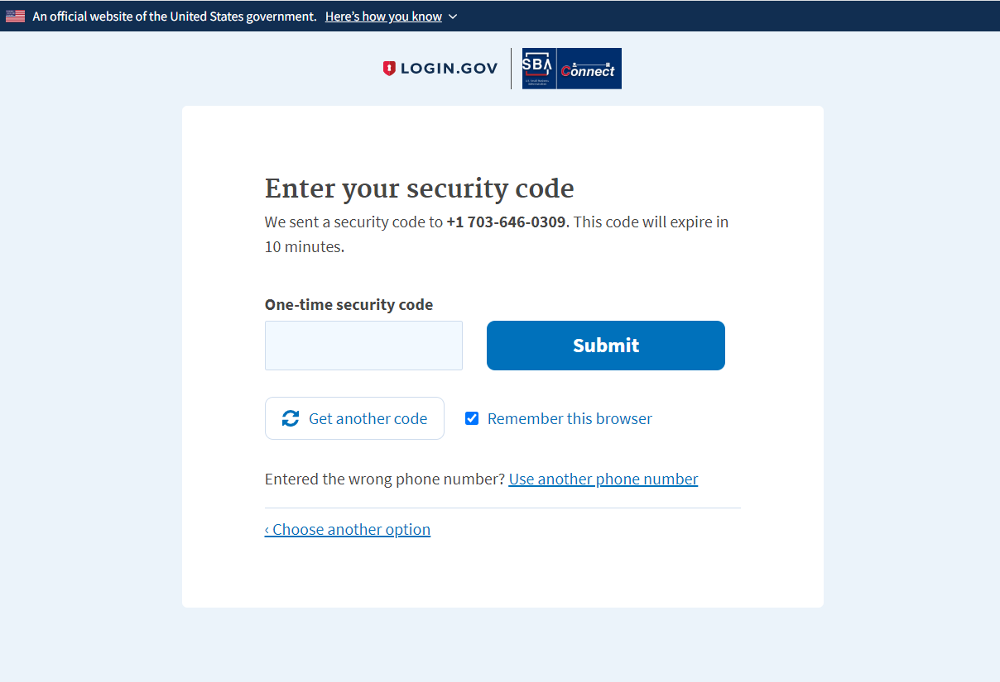 An official website of the United States government. Here's how you know
LOGIN.GOV
SBA
Connect
Enter your security code
We sent a security code to +1 703-646-0309. This code will expire in
10 minutes.
One-time security code
Submit
Get another code
Remember this browser
Entered the wrong phone number? Use another phone number
‹ Choose another option